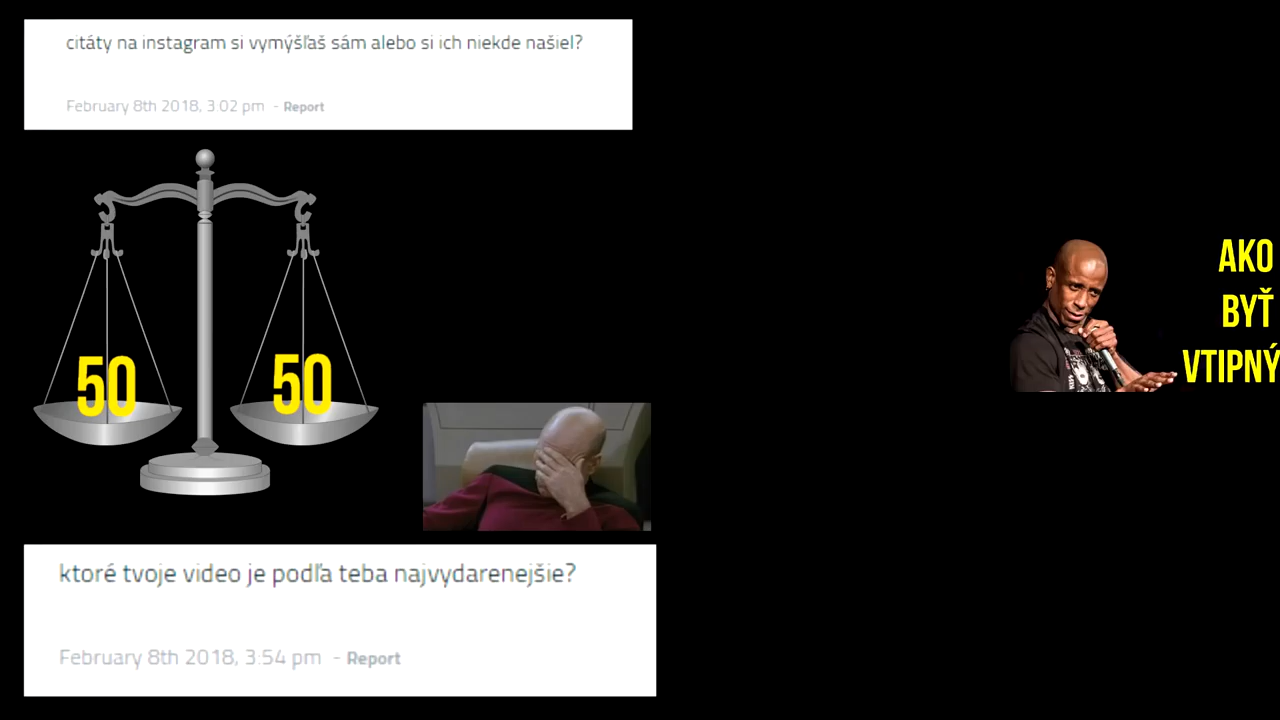 citáty na instagram si vymýšľaš sám alebo si ich niekde našiel?
February 8th 2018, 3:02 pm - Report
50 50
AKO
BYŤ
VTIPNÝ
ktoré tvoje video je podľa teba najvydarenejšie?
February 8th 2018, 3:54 pm - Report